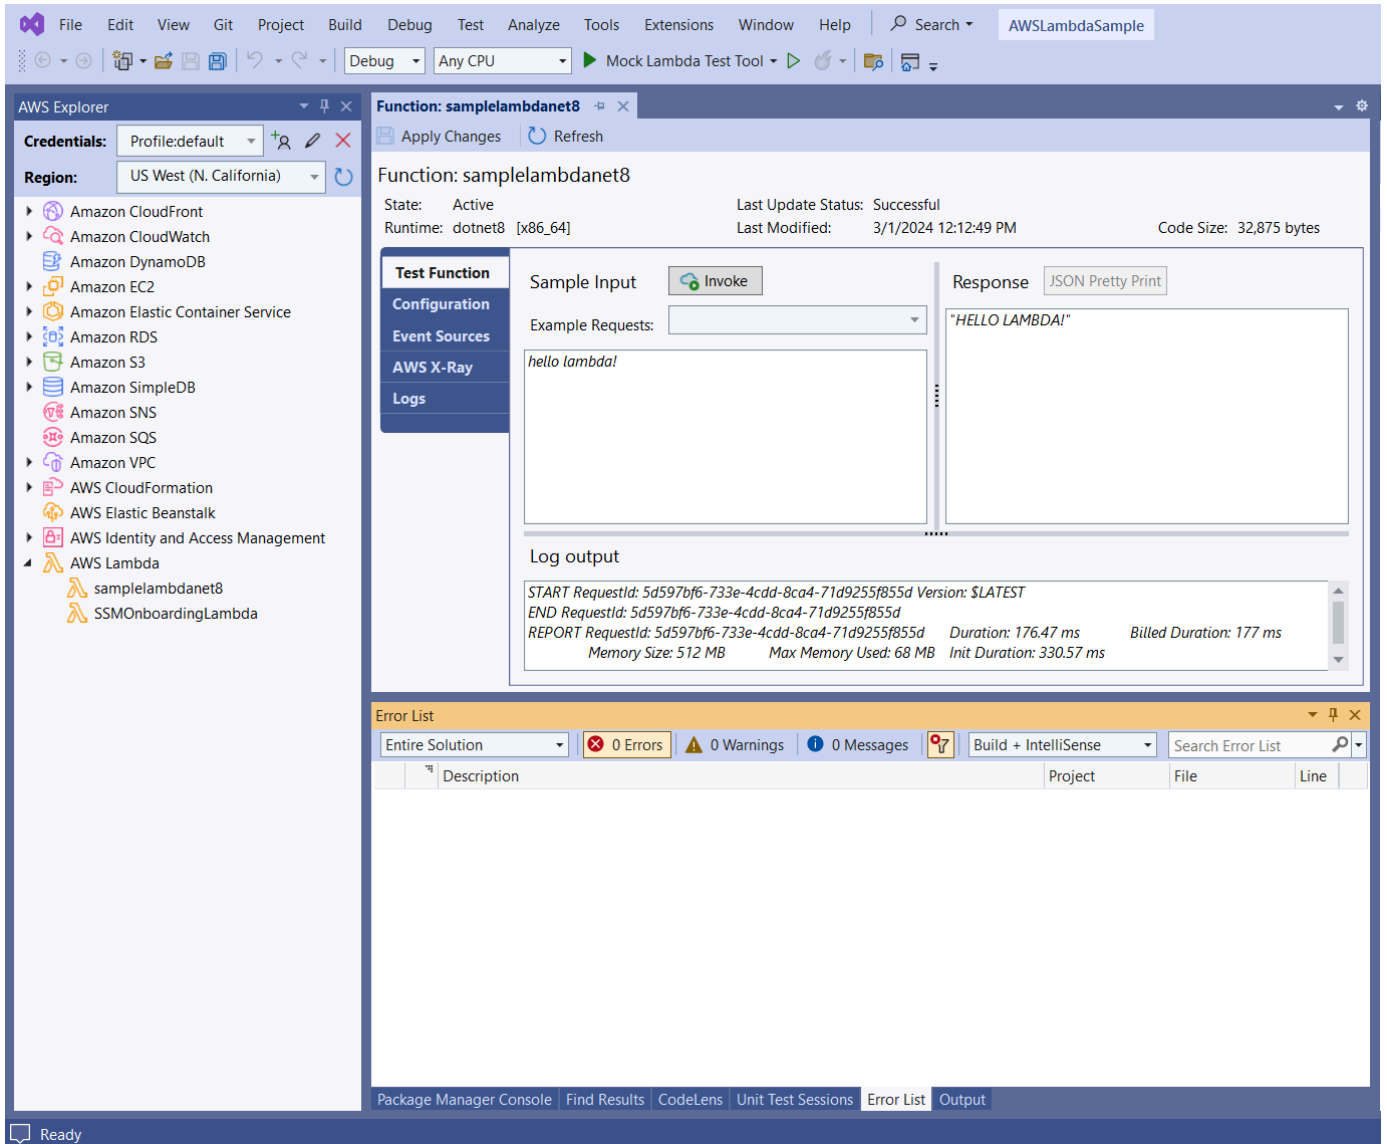 File Edit View Git Project Build Debug Test Analyze Tools Extensions Window Help Search AWSLambdaSample
Debug Any CPU Mock Lambda Test Tool
AWS Explorer
Credentials: Profile:default
Region: US West (N. California)
Amazon CloudFront
Amazon CloudWatch
Amazon DynamoDB
Amazon EC2
Amazon Elastic Container Service
Amazon RDS
Amazon S3
Amazon SimpleDB
Amazon SNS
Amazon SQS
Amazon VPC
AWS CloudFormation
AWS Elastic Beanstalk
AWS Identity and Access Management
AWS Lambda
samplelambdanet8
SSMOnboardingLambda
Function: samplelambdanet8
Apply Changes Refresh
Function: samplelambdanet8
State: Active Last Update Status: Successful
Runtime: dotnet8 [x86_64] Last Modified: 3/1/2024 12:12:49 PM Code Size: 32,875 bytes
Test Function
Configuration
Event Sources
AWS X-Ray
Logs
Sample Input Invoke
Example Requests:
hello lambda!
Response JSON Pretty Print
"HELLO LAMBDA!"
Log output
START RequestId: 5d597bf6-733e-4cdd-8ca4-71d9255f855d Version: $LATEST
END RequestId: 5d597bf6-733e-4cdd-8ca4-71d9255f855d
REPORT RequestId: 5d597bf6-733e-4cdd-8ca4-71d9255f855d Duration: 176.47 ms Billed Duration: 177 ms
Memory Size: 512 MB Max Memory Used: 68 MB Init Duration: 330.57 ms
Error List
Entire Solution 0 Errors 0 Warnings 0 Messages Build + IntelliSense Search Error List
Description Project File Line
Package Manager Console Find Results CodeLens Unit Test Sessions Error List Output
Ready